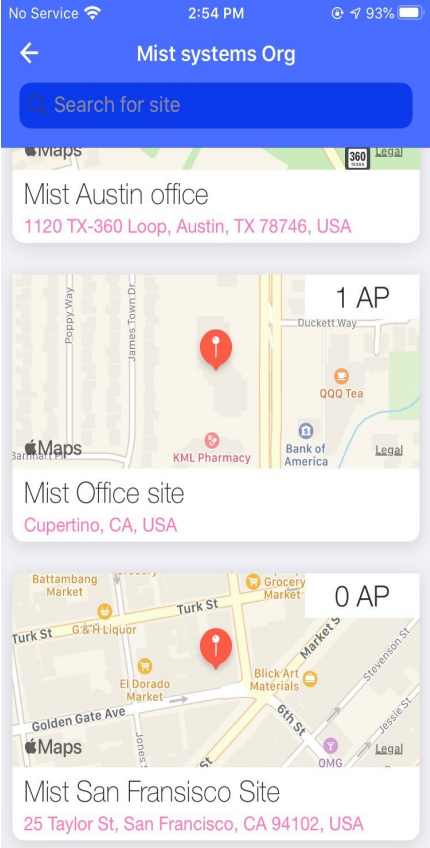 No Service
2:54 PM
93%
Mist systems Org
Search for site
Maps
360
TEXAS
Legal
Mist Austin office
1120 TX-360 Loop, Austin, TX 78746, USA
1 AP
Poppy Way
James Town Dr
Duckett Way
QQQ Tea
Maps
KML Pharmacy
Bank of
America
Legal
Mist Office site
Cupertino, CA, USA
0 AP
Battambang
Market
Grocery
Market
Turk St
Turk St
G & H Liquor
Market S
Stevenson St
El Dorado
Market
Blick Art
Materials
Golden Gate Ave
6th St
Jessie St
Maps
Jones
St
OMG
Legal
Mist San Fransisco Site
25 Taylor St, San Francisco, CA 94102, USA